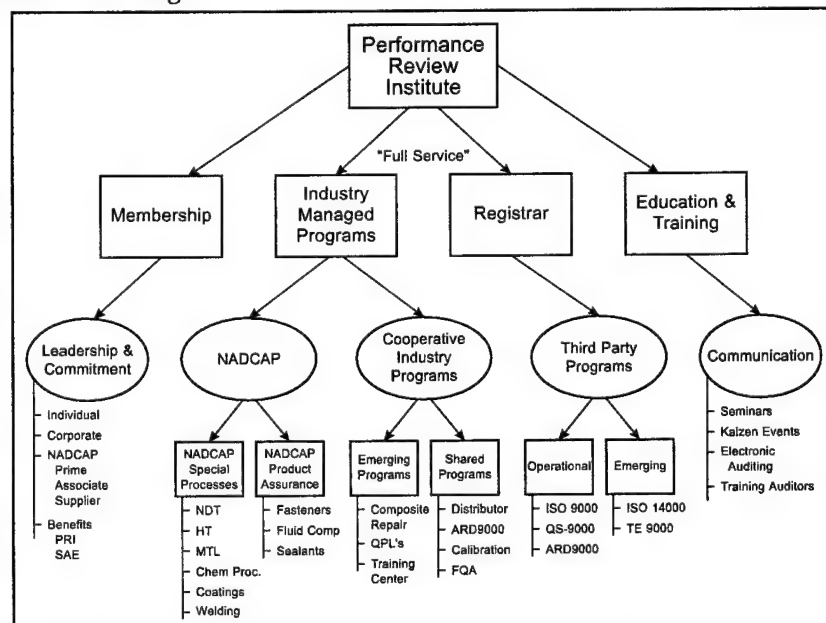 Performance
Review
Institute
"Full Service"
Membership
Industry
Managed
Programs
Registrar
Education &
Training
Leadership &
Commitment
NADCAP
Cooperative
Industry
Programs
Third Party
Programs
Communication
Individual
Corporate
NADCAP
Prime
Associate
Supplier
Benefits
PRI
SAE
NADCAP
Special
Processes
NDT
HT
MTL
Chem Proc.
Coatings
Welding
NADCAP
Product
Assurance
Fasteners
Fluid Comp
Sealants
Emerging
Programs
Composite
Repair
QPL's
Training
Center
Shared
Programs
Distributor
ARD9000
Calibration
FQA
Operational
ISO 9000
QS-9000
ARD9000
Emerging
ISO 14000
TE 9000
Seminars
Kaizen Events
Electronic
Auditing
Training Auditors